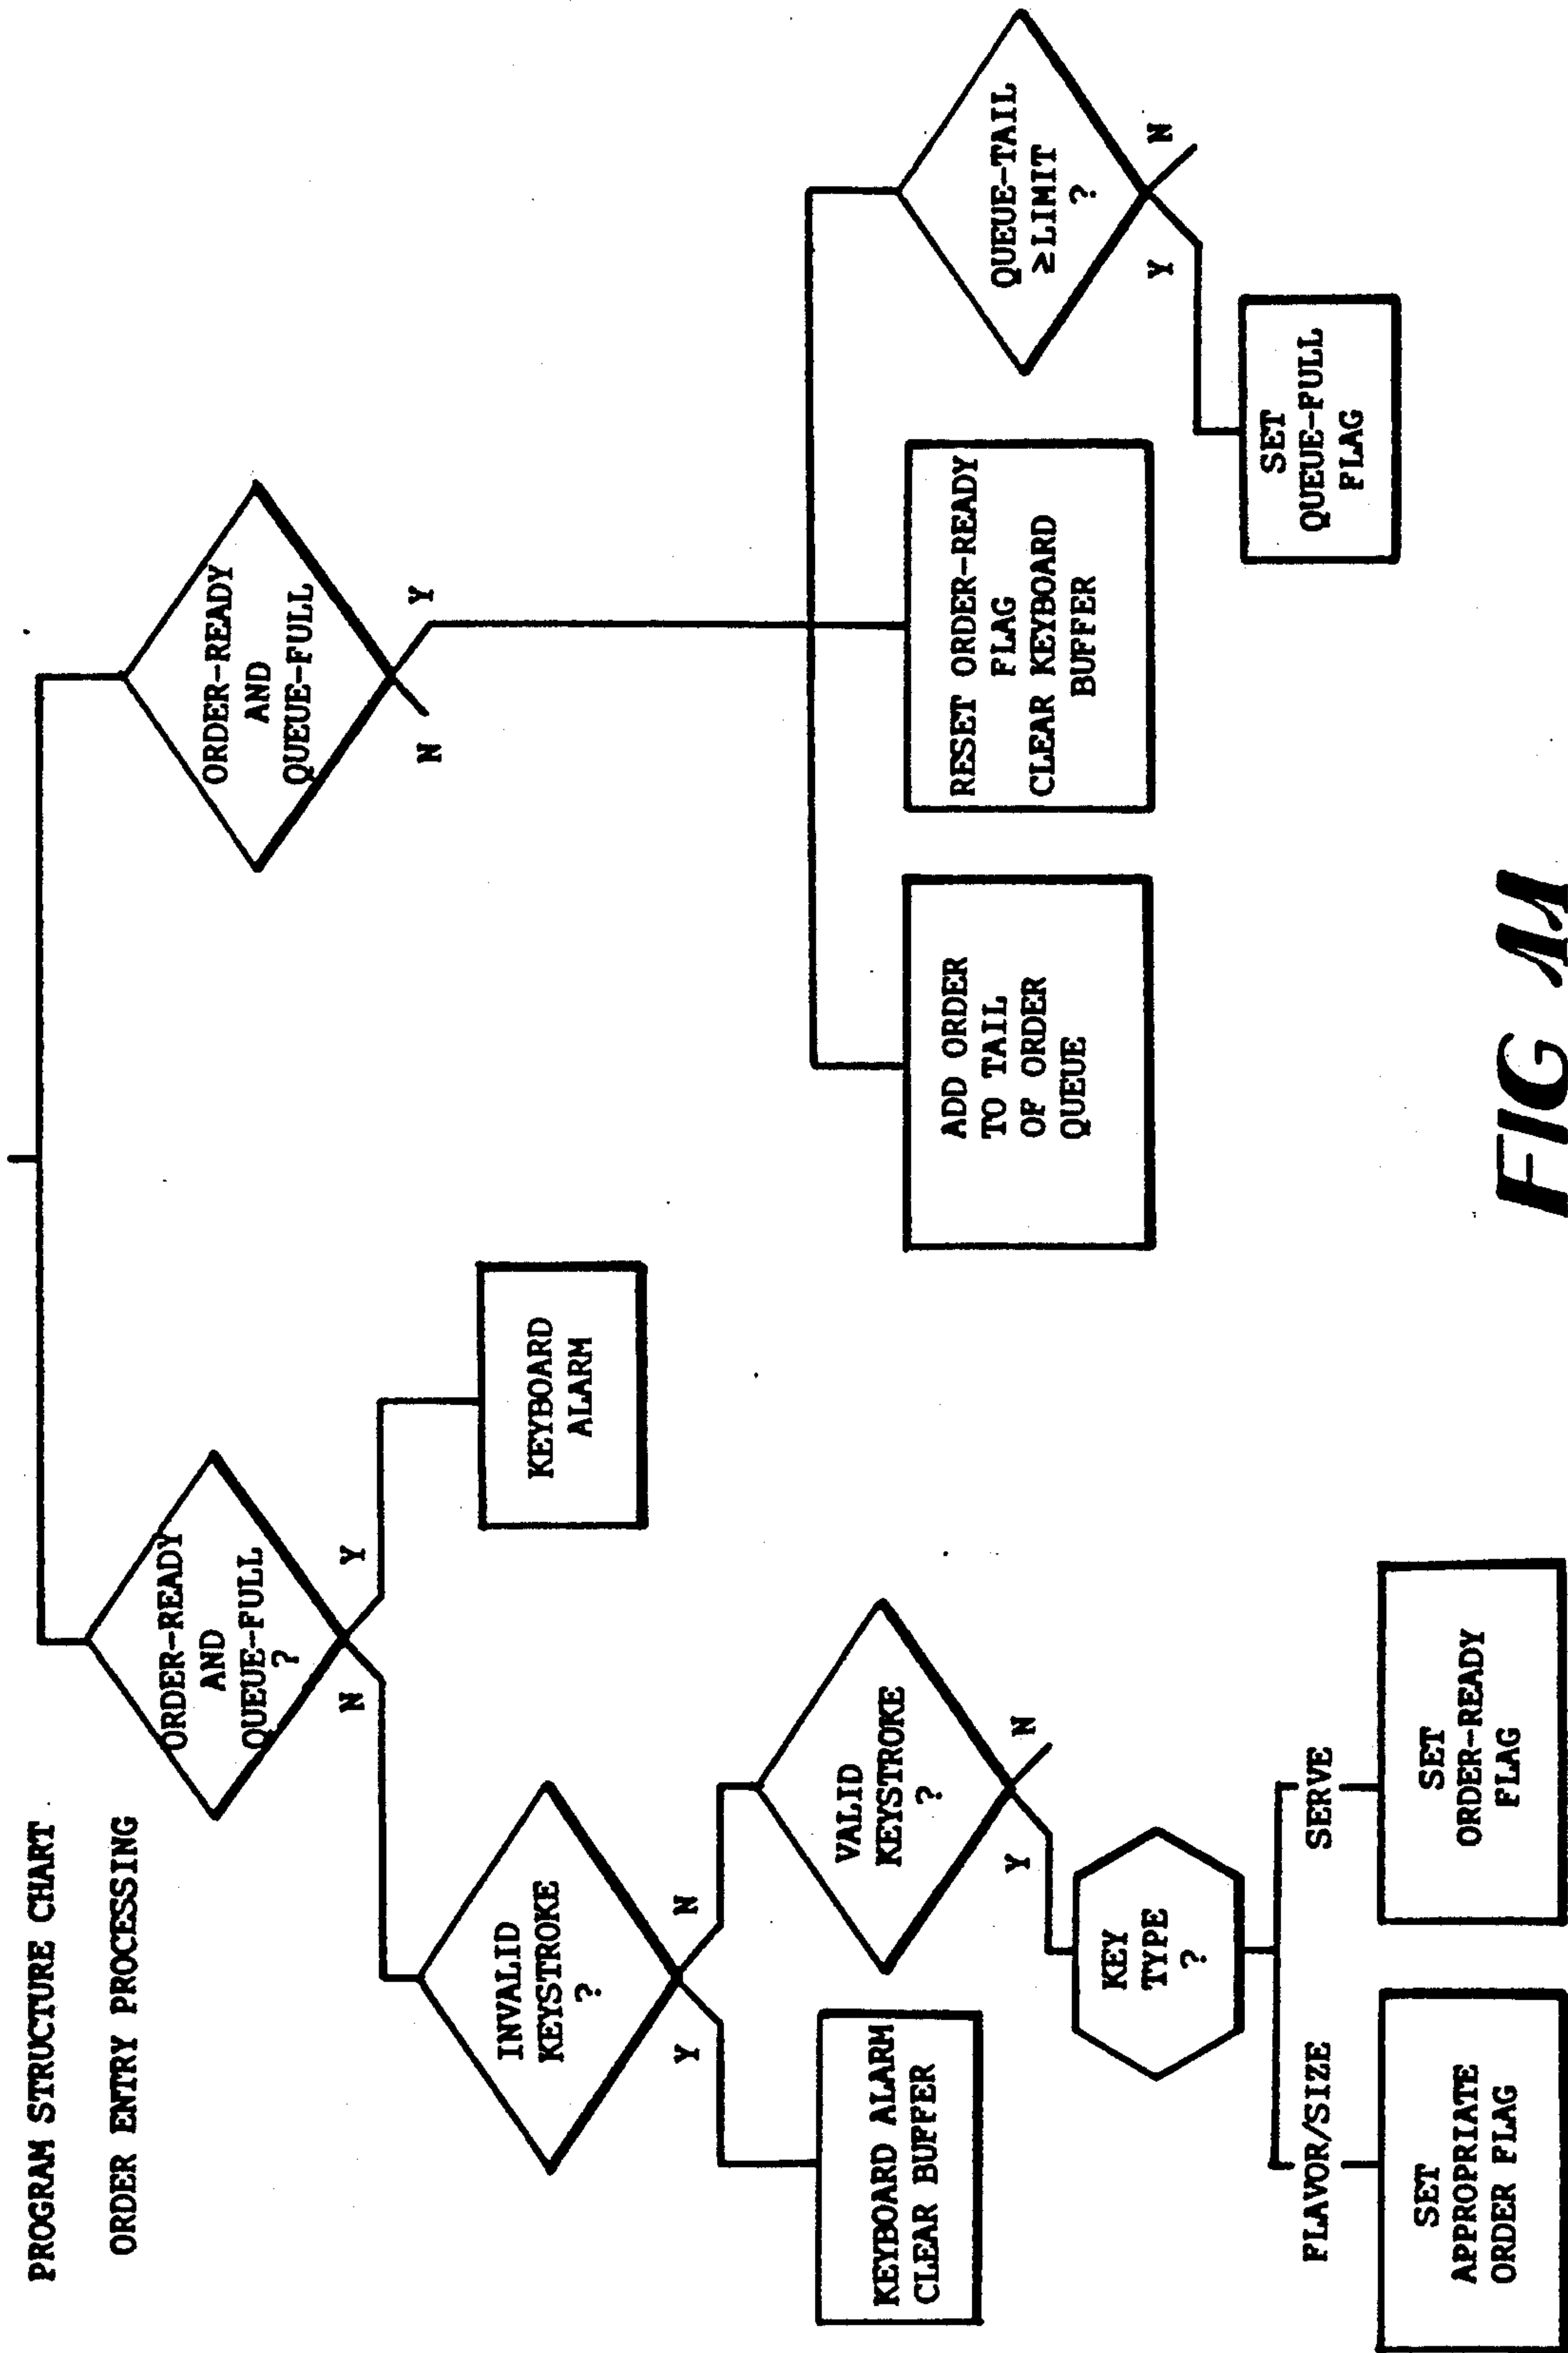 PROGRAM STRUCTURE CHART
ORDER ENTRY PROCESSING
ORDER-READY
AND
QUEUE-FULL
?
N
Y
KEYBOARD
ALARM
INVALID
KEYSTROKE
?
Y
N
KEYBOARD ALARM
CLEAR BUFFER
VALID
KEYSTROKE
?
Y
N
KEY
TYPE
?
FLAVOR/SIZE
SERVE
SET
APPROPRIATE
ORDER FLAG
SET
ORDER-READY
FLAG
ORDER-READY
AND
QUEUE-FULL
N
Y
ADD ORDER
TO TAIL
OF ORDER
QUEUE
RESET ORDER-READY
FLAG
CLEAR KEYBOARD
BUFFER
QUEUE-TAIL
≥LIMIT
?
Y
N
SET
QUEUE-FULL
FLAG
FIG 4A